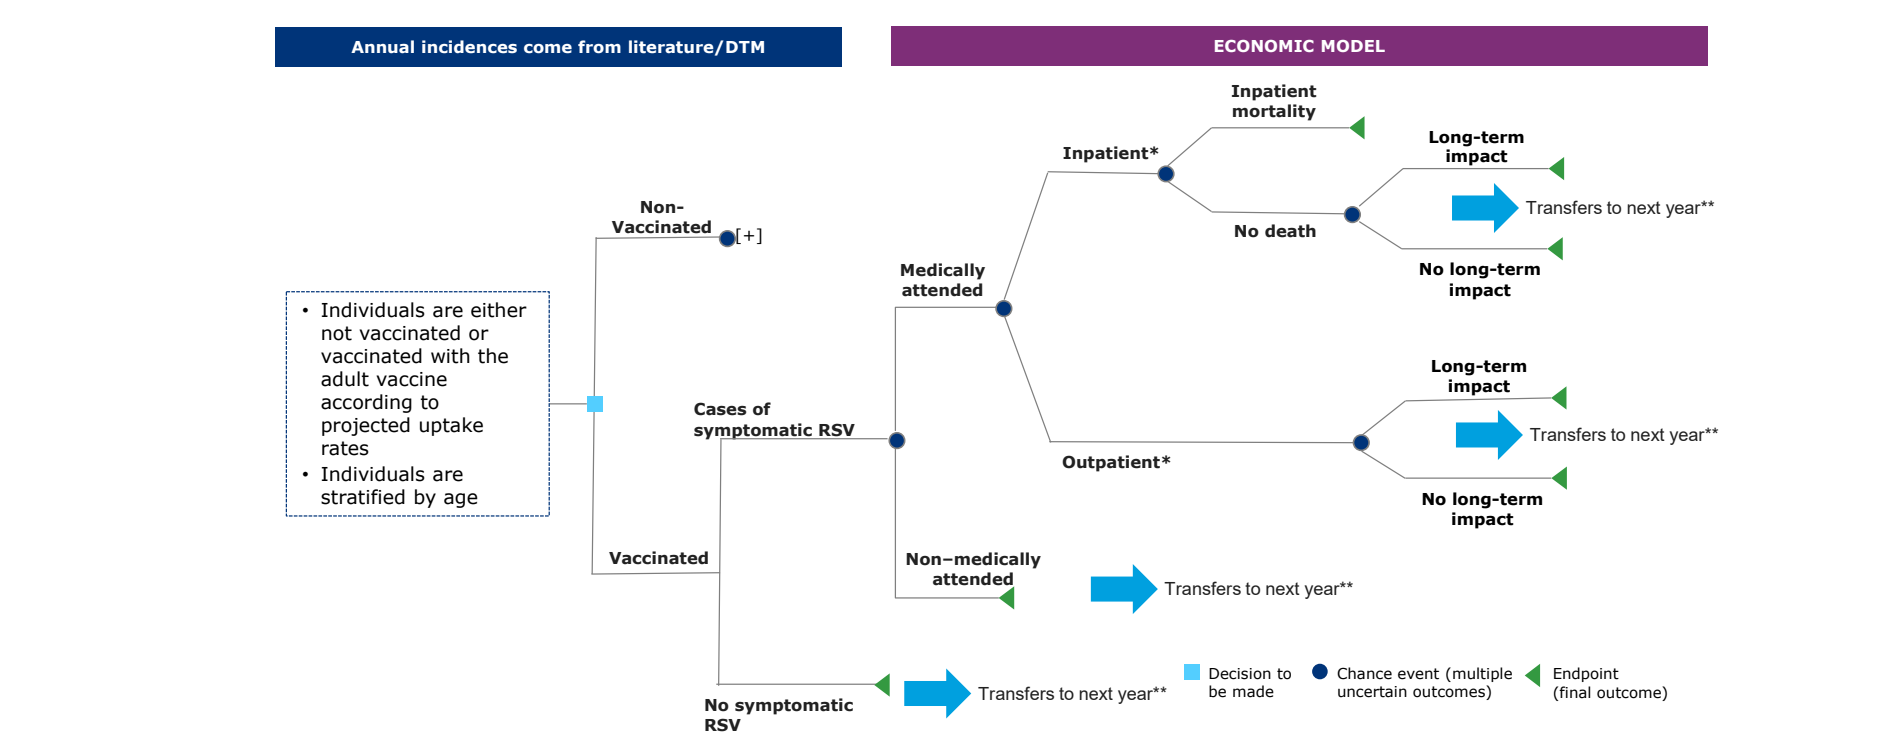 Annual incidences come from literature/DTM
ECONOMIC MODEL
Inpatient
mortality
Long-term
impact
Inpatient*
Transfers to next year**
Non-
Vaccinated
[+]
No death
Medically
attended
No long-term
impact
• Individuals are either
not vaccinated or
vaccinated with the
adult vaccine
according to
projected uptake
rates
• Individuals are
stratified by age
Long-term
impact
Cases of
symptomatic RSV
Transfers to next year**
Outpatient*
No long-term
impact
Vaccinated
Non–medically
attended
Transfers to next year**
No symptomatic
RSV
Transfers to next year**
Decision to
be made
Chance event (multiple
uncertain outcomes)
Endpoint
(final outcome)